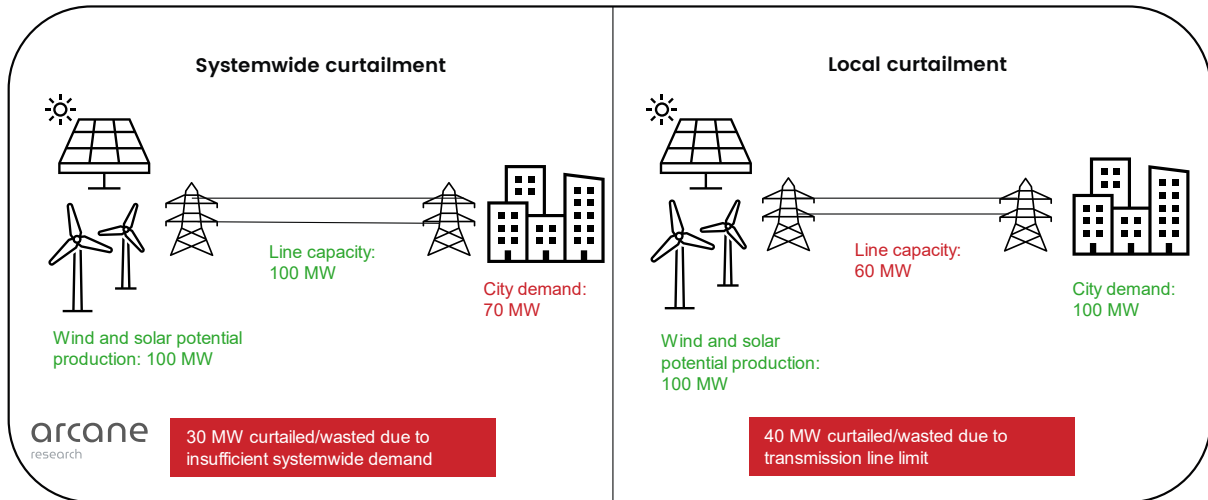 Systemwide curtailment
Line capacity:
100 MW
City demand:
70 MW
Wind and solar potential
production: 100 MW
arcane
research
30 MW curtailed/wasted due to
insufficient systemwide demand
Local curtailment
Line capacity:
60 MW
City demand:
100 MW
Wind and solar
potential production:
100 MW
40 MW curtailed/wasted due to
transmission line limit